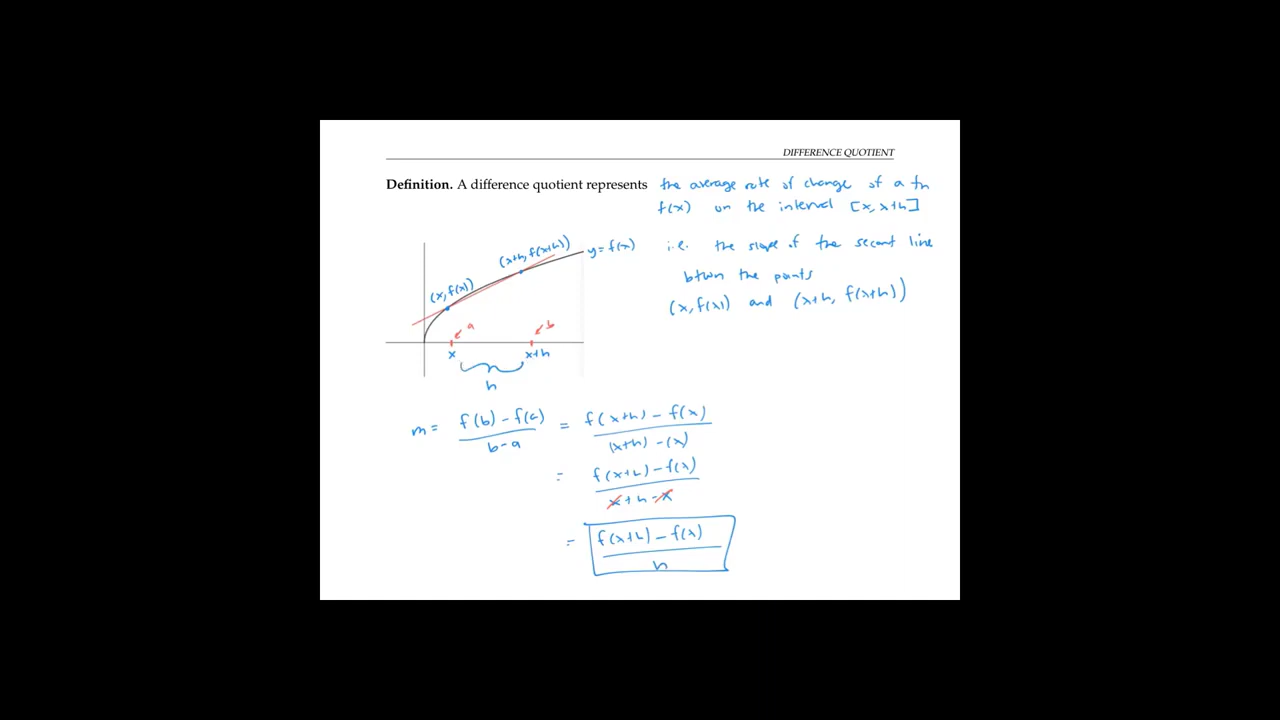 DIFFERENCE QUOTIENT
Definition. A difference quotient represents the average rate of change of a fn
f(x) on the interval [x, x+h]
i.e. the slope of the secant line
btwn the points
(x, f(x)) and (x+h, f(x+h))
(x+h, f(x+h))
y=f(x)
(x, f(x))
a
b
x
x+h
h
m = f(b) - f(a) / b - a = f(x+h) - f(x) / (x+h) - (x)
= f(x+h) - f(x) / x + h - x
= f(x+h) - f(x) / h